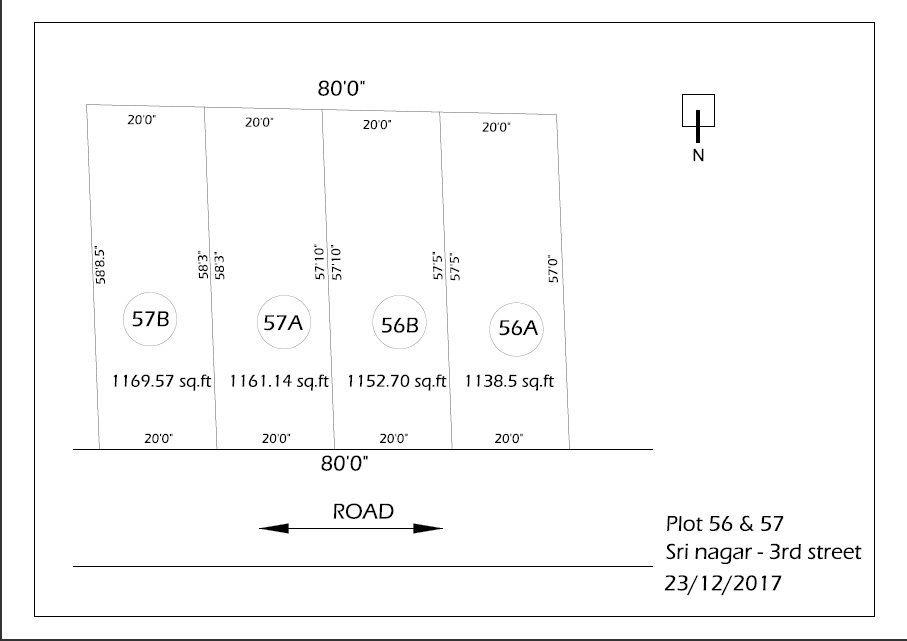 80'0"
20'0" 20'0" 20'0" 20'0"
N
58'8.5" 58'3" 58'3" 57'10" 57'10" 57'5" 57'5" 57'0"
57B 57A 56B 56A
1169.57 sq.ft 1161.14 sq.ft 1152.70 sq.ft 1138.5 sq.ft
20'0" 20'0" 20'0" 20'0"
80'0"
ROAD
Plot 56 & 57
Sri nagar - 3rd street
23/12/2017